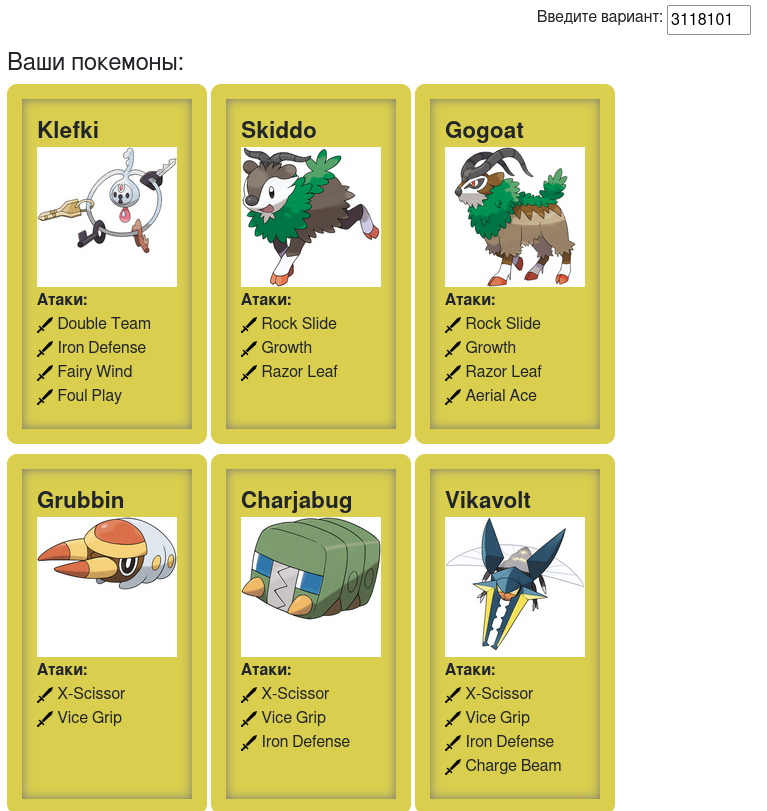 Введите вариант: 3118101
Ваши покемоны:
Klefki
Атаки:
Double Team
Iron Defense
Fairy Wind
Foul Play
Skiddo
Атаки:
Rock Slide
Growth
Razor Leaf
Gogoat
Атаки:
Rock Slide
Growth
Razor Leaf
Aerial Ace
Grubbin
Атаки:
X-Scissor
Vice Grip
Charjabug
Атаки:
X-Scissor
Vice Grip
Iron Defense
Vikavolt
Атаки:
X-Scissor
Vice Grip
Iron Defense
Charge Beam